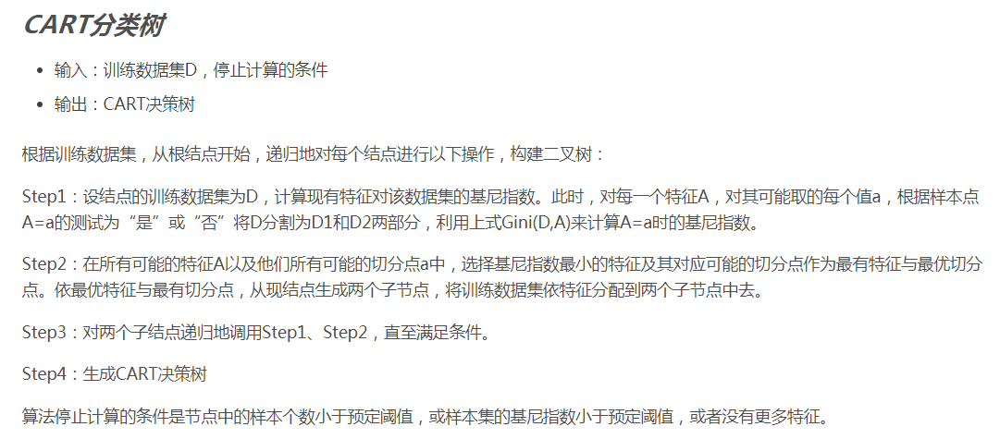 CART分类树
• 输入：训练数据集D，停止计算的条件
• 输出：CART决策树
根据训练数据集，从根结点开始，递归地对每个结点进行以下操作，构建二叉树：
Step1：设结点的训练数据集为D，计算现有特征对该数据集的基尼指数。此时，对每一个特征A，对其可能取的每个值a，根据样本点
A=a的测试为“是”或“否”将D分割为D1和D2两部分，利用上式Gini(D,A)来计算A=a时的基尼指数。
Step2：在所有可能的特征A以及他们所有可能的切分点a中，选择基尼指数最小的特征及其对应可能的切分点作为最有特征与最优切分
点。依最优特征与最有切分点，从现结点生成两个子节点，将训练数据集依特征分配到两个子节点中去。
Step3：对两个子结点递归地调用Step1、Step2，直至满足条件。
Step4：生成CART决策树
算法停止计算的条件是节点中的样本个数小于预定阈值，或样本集的基尼指数小于预定阈值，或者没有更多特征。